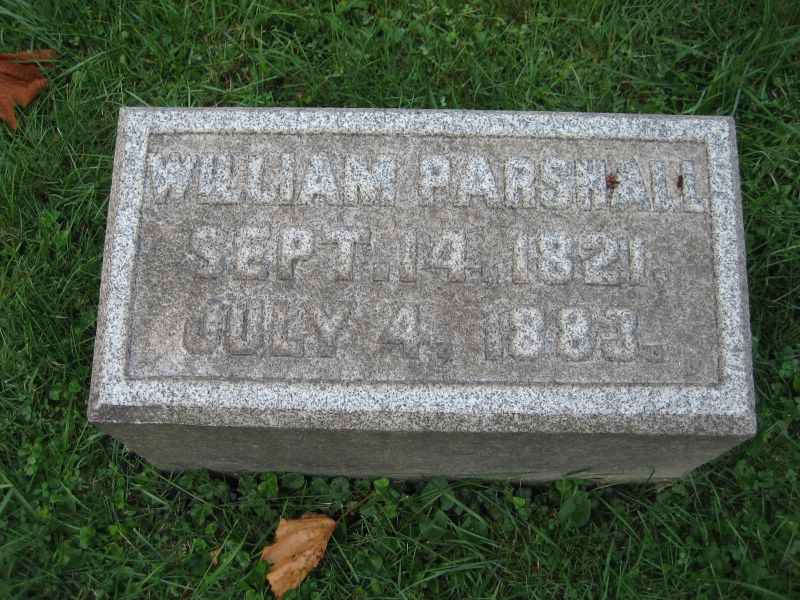 WILLIAM PARSHALL
SEPT. 14, 1821.
JULY 4, 1883.